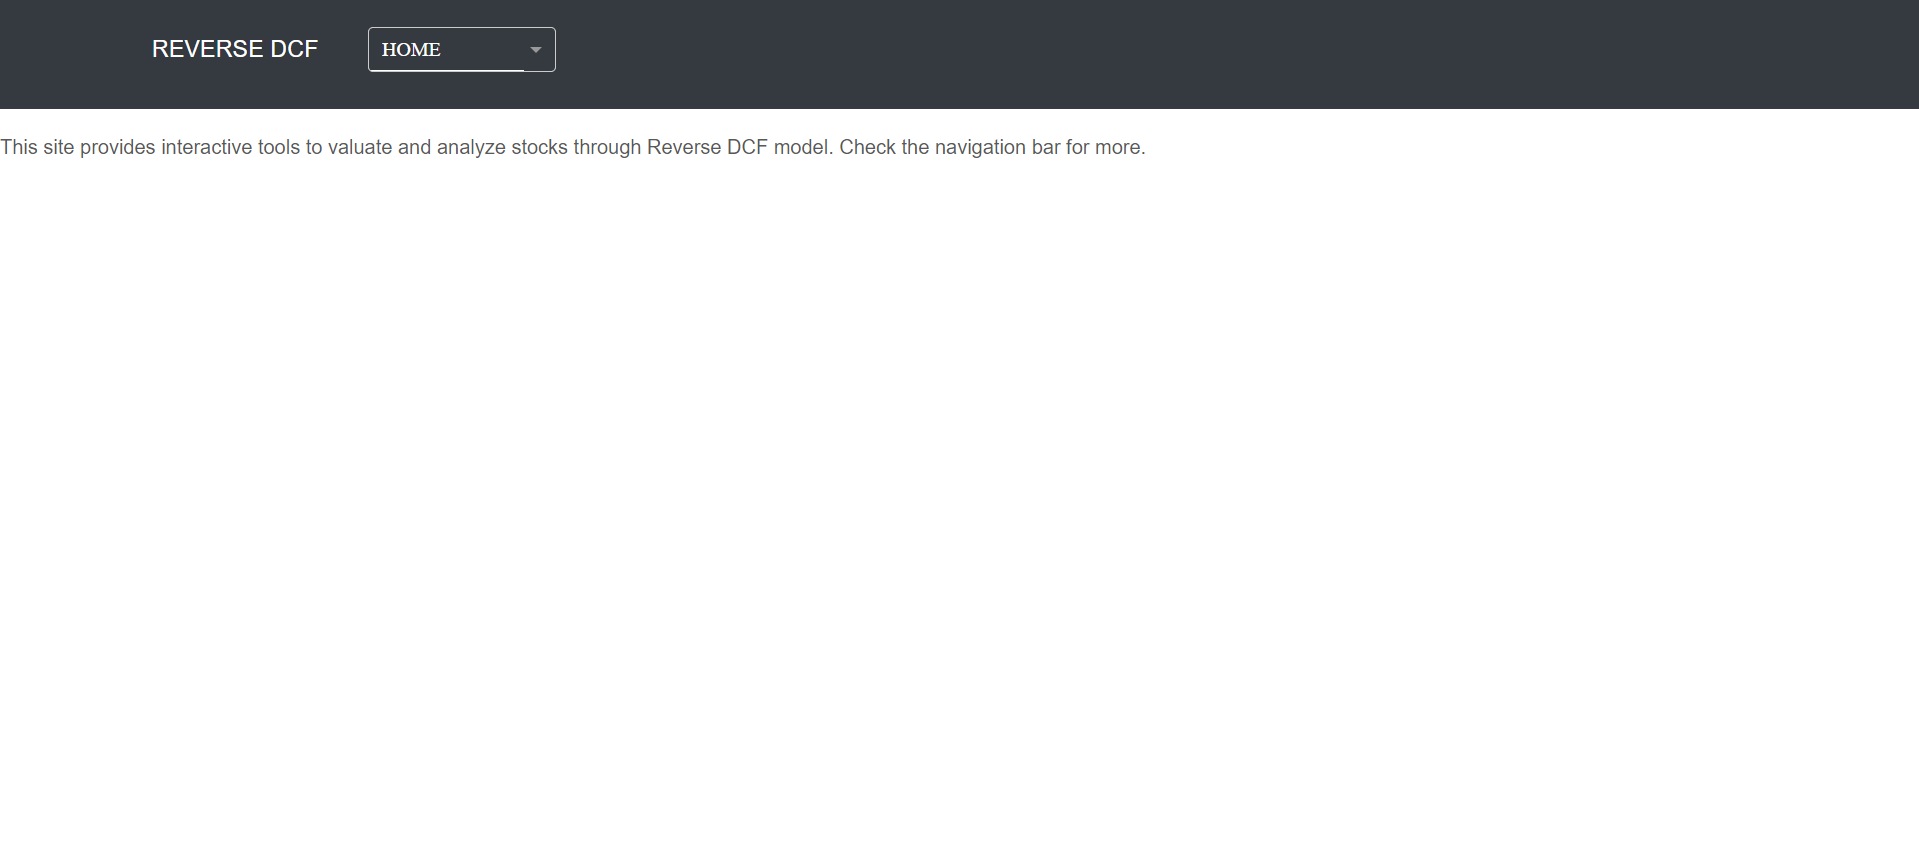 REVERSE DCF HOME
This site provides interactive tools to valuate and analyze stocks through Reverse DCF model. Check the navigation bar for more.